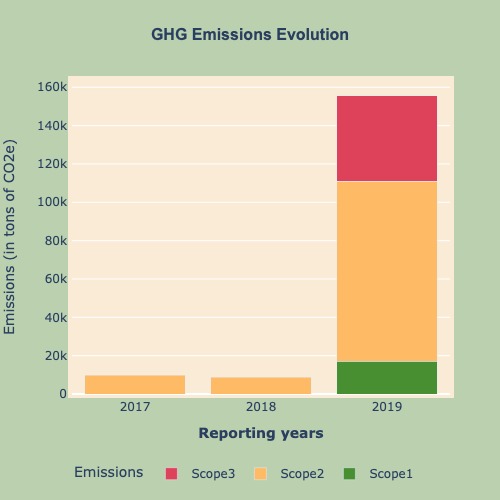 GHG Emissions Evolution
Emissions (in tons of CO2e)
160k
140k
120k
100k
80k
60k
40k
20k
0
2017 2018 2019
Reporting years
Emissions Scope3 Scope2 Scope1